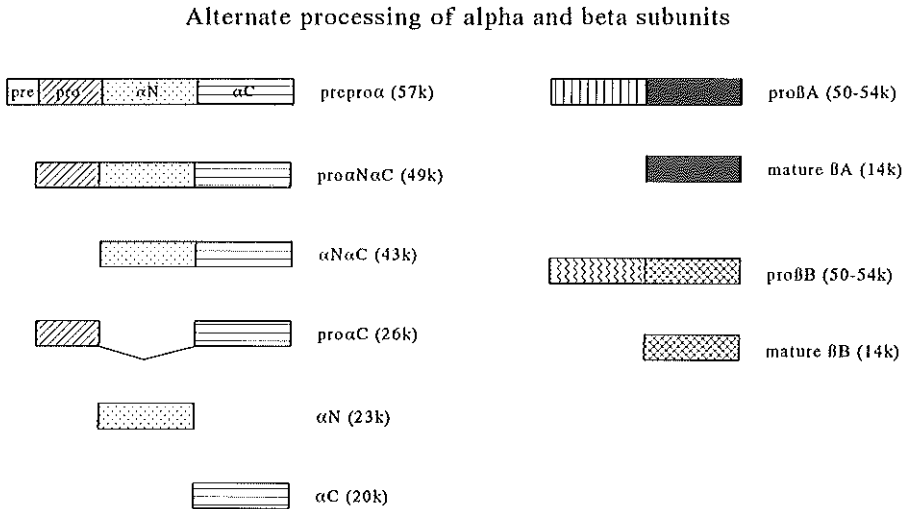 Alternate processing of alpha and beta subunits
pre pro αN αC preproα (57k)
proαNαC (49k)
αNαC (43k)
proαC (26k)
αN (23k)
αC (20k)
proßA (50-54k)
mature ßA (14k)
proßB (50-54k)
mature ßB (14k)